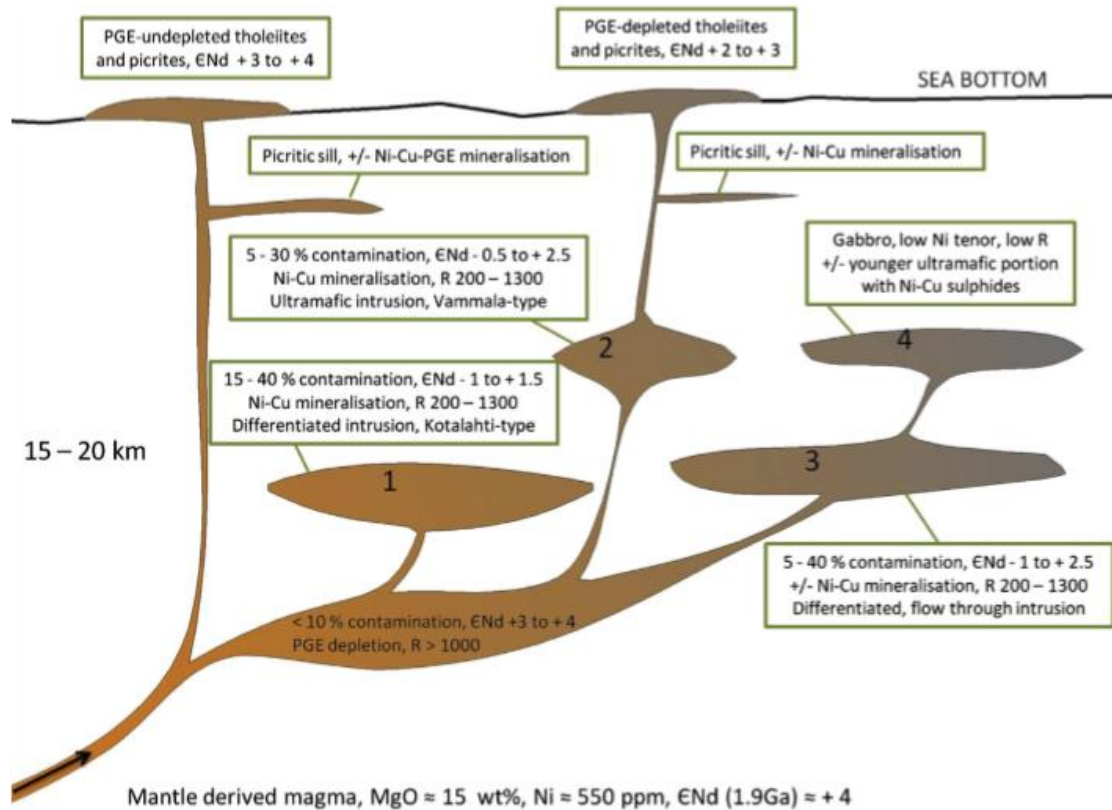 PGE-undepleted tholeiites
and picrites, ЄNd +3 to + 4
PGE-depleted tholeiites
and picrites, ЄNd + 2 to + 3
SEA BOTTOM
Picritic sill, +/- Ni-Cu-PGE mineralisation
Picritic sill, +/- Ni-Cu mineralisation
5 - 30 % contamination, ЄNd - 0.5 to + 2.5
Ni-Cu mineralisation, R 200 – 1300
Ultramafic intrusion, Vammala-type
Gabbro, low Ni tenor, low R
+/- younger ultramafic portion
with Ni-Cu sulphides
2
4
15 - 40 % contamination, ЄNd - 1 to + 1.5
Ni-Cu mineralisation, R 200 – 1300
Differentiated intrusion, Kotalahti-type
15 – 20 km
1
3
5 - 40 % contamination, ЄNd - 1 to + 2.5
+/- Ni-Cu mineralisation, R 200 – 1300
Differentiated, flow through intrusion
< 10 % contamination, ЄNd +3 to + 4
PGE depletion, R > 1000
Mantle derived magma, MgO ≈ 15 wt%, Ni ≈ 550 ppm, ЄNd (1.9Ga) ≈ + 4